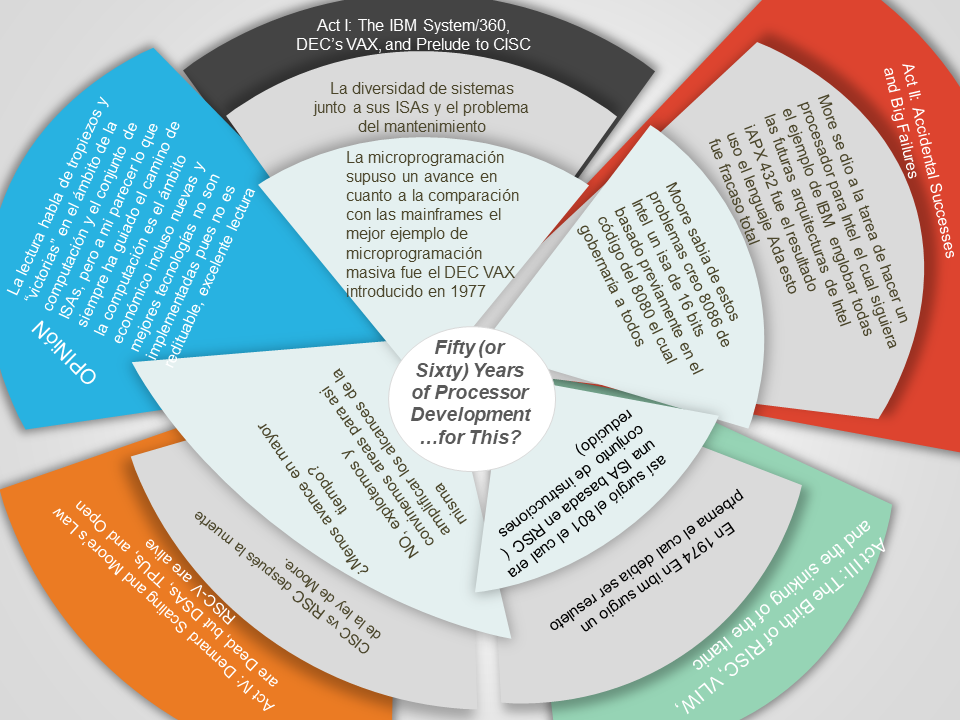 Act I: The IBM System/360,
DEC's VAX, and Prelude to CISC
La diversidad de sistemas
junto a sus ISAs y el problema
del mantenimiento
La microprogramación
supuso un avance en
cuanto a la comparación
con las mainframes el
mejor ejemplo de
microprogramación
masiva fue el DEC VAX
introducido en 1977
Act II: Accidental Successes
and Big Failures
More se dio a la tarea de hacer un
procesador para Intel el cual siguiera
el ejemplo de IBM englobar todas
las futuras arquitecturas de Intel
iAPX 432 fue el resultado
uso el lenguaje Ada esto
fue fracaso total
Moore sabia de estos
problemas creo 8086 de
Intel un isa de 16 bits
basado previamente en el
código del 8080 el cual
gobernaría a todos
Act III: The Birth of RISC, VLIW,
and the sinking of the Itanic
En 1974 En ibm surgio un
prbema el cual debía ser resuleto
así surgio el 801 el cual era
una ISA basada en RISC (
conjunto de instrucciones
reducido)
Act IV: Dennard Scaling and Moore's Law
are Dead, but DSAs, TPUs, and Open
RISC-V are alive
CISC vs RISC después la muerte
de la ley de Moore.
¿Menos avance en mayor
tiempo?
NO, explotemos y
convinemos areas para así
amplificar los alcances de la
misma
OPINIóN
La lectura habla de tropiezos y
"victorias" en el ámbito de la
computación y el conjunto de
ISAs, pero a mi parecer lo que
siempre ha guiado el camino de
la computación es el ámbito
económico incluso nuevas y
mejores tecnologías no son
implementadas pues no es
redituable, excelente lectura
Fifty (or
Sixty) Years
of Processor
Development
…for This?